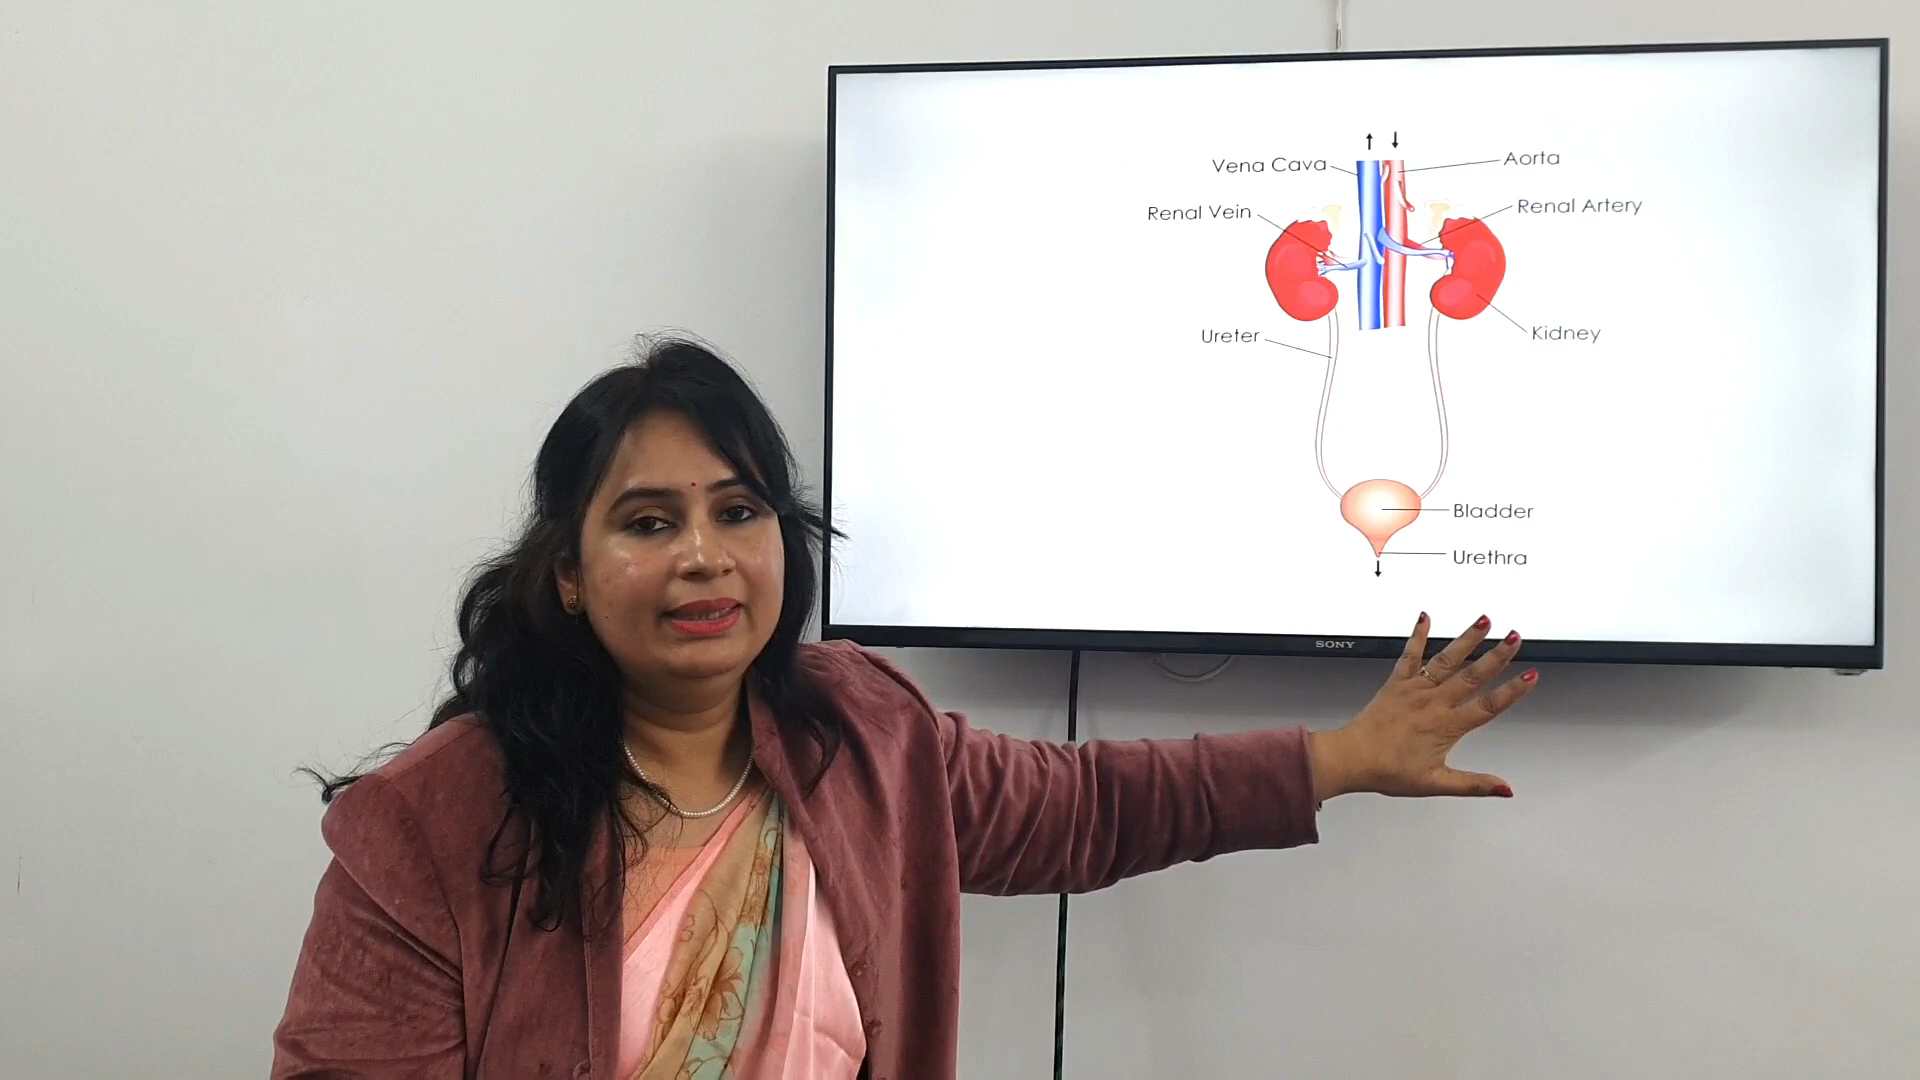 Vena Cava
Aorta
Renal Vein
Renal Artery
Ureter
Kidney
Bladder
Urethra
SONY